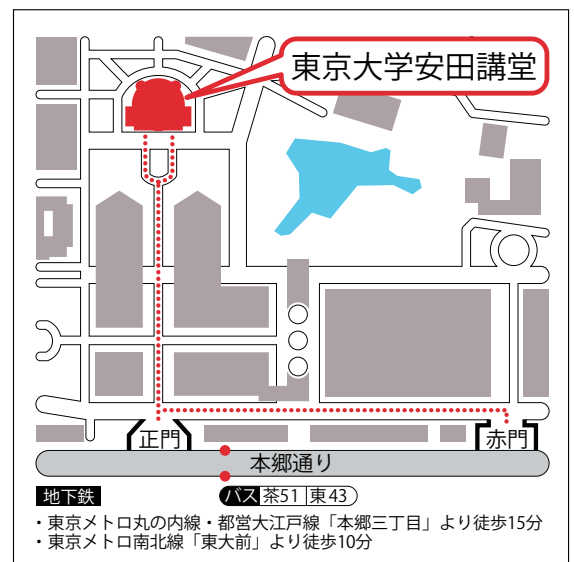 東京大学安田講堂
正門
赤門
本郷通り
地下鉄
バス 茶51 東43
・東京メトロ丸の内線・都営大江戸線「本郷三丁目」より徒歩15分
・東京メトロ南北線「東大前」より徒歩10分